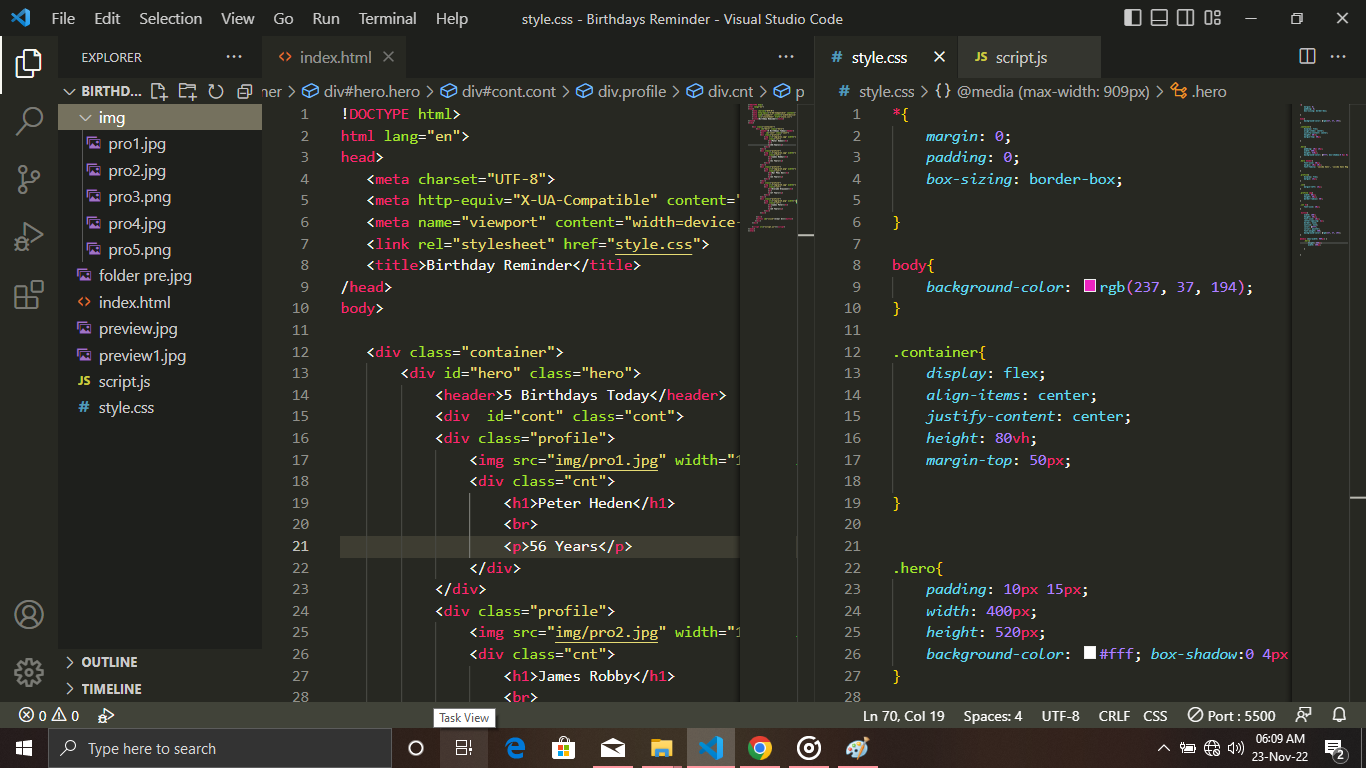 File Edit Selection View Go Run Terminal Help style.css - Birthdays Reminder - Visual Studio Code
EXPLORER
BIRTHD...
img
pro1.jpg
pro2.jpg
pro3.png
pro4.jpg
pro5.png
folder pre.jpg
index.html
preview.jpg
preview1.jpg
script.js
style.css
OUTLINE
TIMELINE
index.html
ner > div#hero.hero > div#cont.cont > div.profile > div.cnt > p
1 !DOCTYPE html>
2 html lang="en">
3 head>
4 <meta charset="UTF-8">
5 <meta http-equiv="X-UA-Compatible" content="
6 <meta name="viewport" content="width=device-
7 <link rel="stylesheet" href="style.css">
8 <title>Birthday Reminder</title>
9 /head>
10 body>
11
12 <div class="container">
13 <div id="hero" class="hero">
14 <header>5 Birthdays Today</header>
15 <div  id="cont" class="cont">
16 <div class="profile">
17 <img src="img/pro1.jpg" width="1
18 <div class="cnt">
19 <h1>Peter Heden</h1>
20 <br>
21 <p>56 Years</p>
22 </div>
23 </div>
24 <div class="profile">
25 <img src="img/pro2.jpg" width="1
26 <div class="cnt">
27 <h1>James Robby</h1>
28 <br>
style.css JS script.js
# style.css > {} @media (max-width: 909px) > .hero
1 *{
2 margin: 0;
3 padding: 0;
4 box-sizing: border-box;
5
6 }
7
8 body{
9 background-color: rgb(237, 37, 194);
10 }
11
12 .container{
13 display: flex;
14 align-items: center;
15 justify-content: center;
16 height: 80vh;
17 margin-top: 50px;
18
19 }
20
21
22 .hero{
23 padding: 10px 15px;
24 width: 400px;
25 height: 520px;
26 background-color: #fff; box-shadow:0 4px
27 }
28
0 0 Ln 70, Col 19 Spaces: 4 UTF-8 CRLF CSS Port : 5500
Task View
Type here to search
06:09 AM
23-Nov-22
2